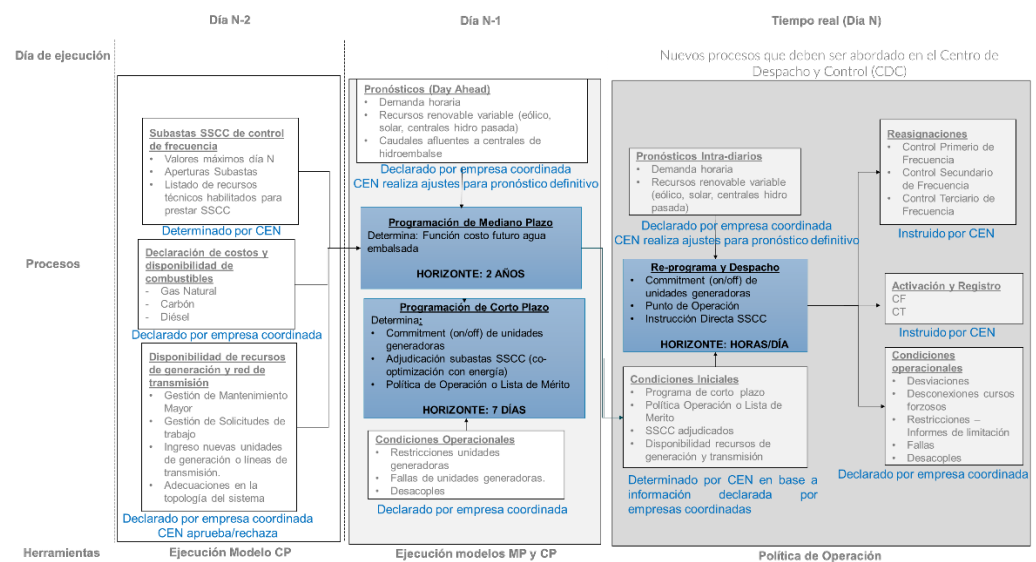 Día N-2
Día N-1
Tiempo real (Dia N)
Día de ejecución
Nuevos procesos que deben ser abordado en el Centro de
Despacho y Control (CDC)
Procesos
Subastas SSCC de control
de frecuencia
• Valores máximos día N
• Aperturas Subastas
• Listado de recursos
técnicos habilitados para
prestar SSCC
Determinado por CEN
Declaración de costos y
disponibilidad de
combustibles
- Gas Natural
- Carbón
- Diésel
Declarado por empresa coordinada
Disponibilidad de recursos
de generación y red de
transmisión
• Gestión de Mantenimiento
Mayor
• Gestión de Solicitudes de
trabajo
• Ingreso nuevas unidades
de generación o líneas de
transmisión.
• Adecuaciones en la
topología del sistema
Declarado por empresa coordinada
CEN aprueba/rechaza
Pronósticos (Day Ahead)
• Demanda horaria
• Recursos renovable variable (eólico,
solar, centrales hidro pasada)
• Caudales afluentes a centrales de
hidroembalse
Declarado por empresa coordinada
CEN realiza ajustes para pronóstico definitivo
Programación de Mediano Plazo
Determina: Función costo futuro agua
embalsada
HORIZONTE: 2 AÑOS
Programación de Corto Plazo
Determina:
• Commitment (on/off) de unidades
generadoras
• Adjudicación subastas SSCC (co-
optimización con energía)
• Política de Operación o Lista de Mérito
HORIZONTE: 7 DÍAS
Condiciones Operacionales
• Restricciones unidades
generadoras
• Fallas de unidades generadoras.
• Desacoples
Declarado por empresa coordinada
Pronósticos Intra-diarios
• Demanda horaria
• Recursos renovable variable
(eólico, solar, centrales hidro
pasada)
Declarado por empresa coordinada
CEN realiza ajustes para pronóstico definitivo
Re-programa y Despacho
• Commitment (on/off) de
unidades generadoras
• Punto de Operación
• Instrucción Directa SSCC
HORIZONTE: HORAS/DÍA
Condiciones Iniciales
• Programa de corto plazo
• Política Operación o Lista de
Merito
• SSCC adjudicados
• Disponibilidad recursos de
generación y transmisión
Determinado por CEN en base a
información declarada por
empresas coordinadas
Reasignaciones
• Control Primerio de
Frecuencia
• Control Secundario de
Frecuencia
• Control Terciario de
Frecuencia
Instruido por CEN
Activación y Registro
CF
CT
Instruido por CEN
Condiciones
operacionales
• Desviaciones
• Desconexiones cursos
forzosos
• Restricciones –
Informes de limitación
• Fallas
• Desacoples
Declarado por empresa coordinada
Herramientas
Ejecución Modelo CP
Ejecución modelos MP y CP
Política de Operación